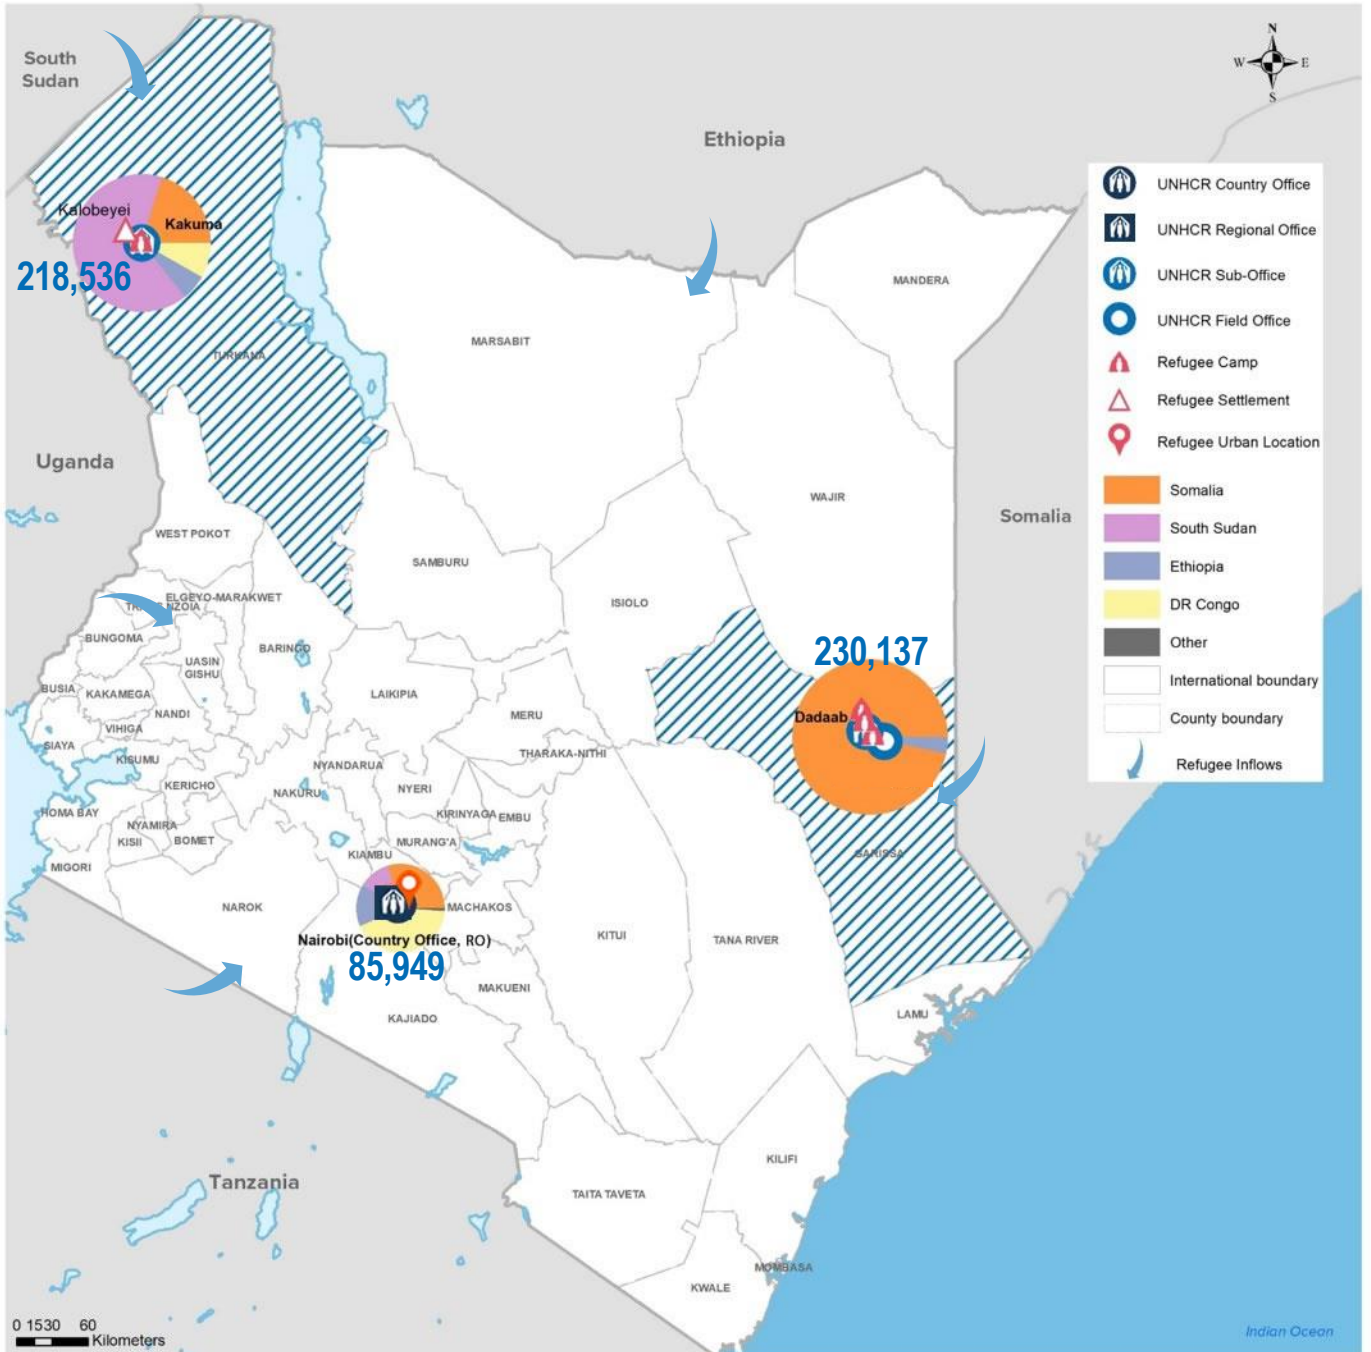 South
Sudan
N
W
E
S
Ethiopia
UNHCR Country Office
UNHCR Regional Office
UNHCR Sub-Office
UNHCR Field Office
Refugee Camp
Refugee Settlement
Refugee Urban Location
Somalia
South Sudan
Ethiopia
DR Congo
Other
International boundary
County boundary
Refugee Inflows
Kalobeyei
Kakuma
218,536
MANDERA
MARSABIT
TURKANA
Uganda
WAJIR
Somalia
WEST POKOT
SAMBURU
ELGEYO-MARAKWET
TRANS NZOIA
ISIOLO
BUNGOMA
BARINGO
230,137
UASIN
GISHU
BUSIA
KAKAMEGA
LAIKIPIA
NANDI
MERU
Dadaab
VIHIGA
SIAYA
KISUMU
THARAKA-NITHI
NYANDARUA
KERICHO
NAKURU
NYERI
HOMA BAY
KIRINYAGA
EMBU
NYAMIRA
KISII
BOMET
MURANG'A
KIAMBU
GARISSA
MIGORI
NAROK
MACHAKOS
KITUI
TANA RIVER
Nairobi(Country Office, RO)
85,949
MAKUENI
KAJIADO
LAMU
KILIFI
Tanzania
TAITA TAVETA
MOMBASA
KWALE
0 1530 60
Kilometers
Indian Ocean